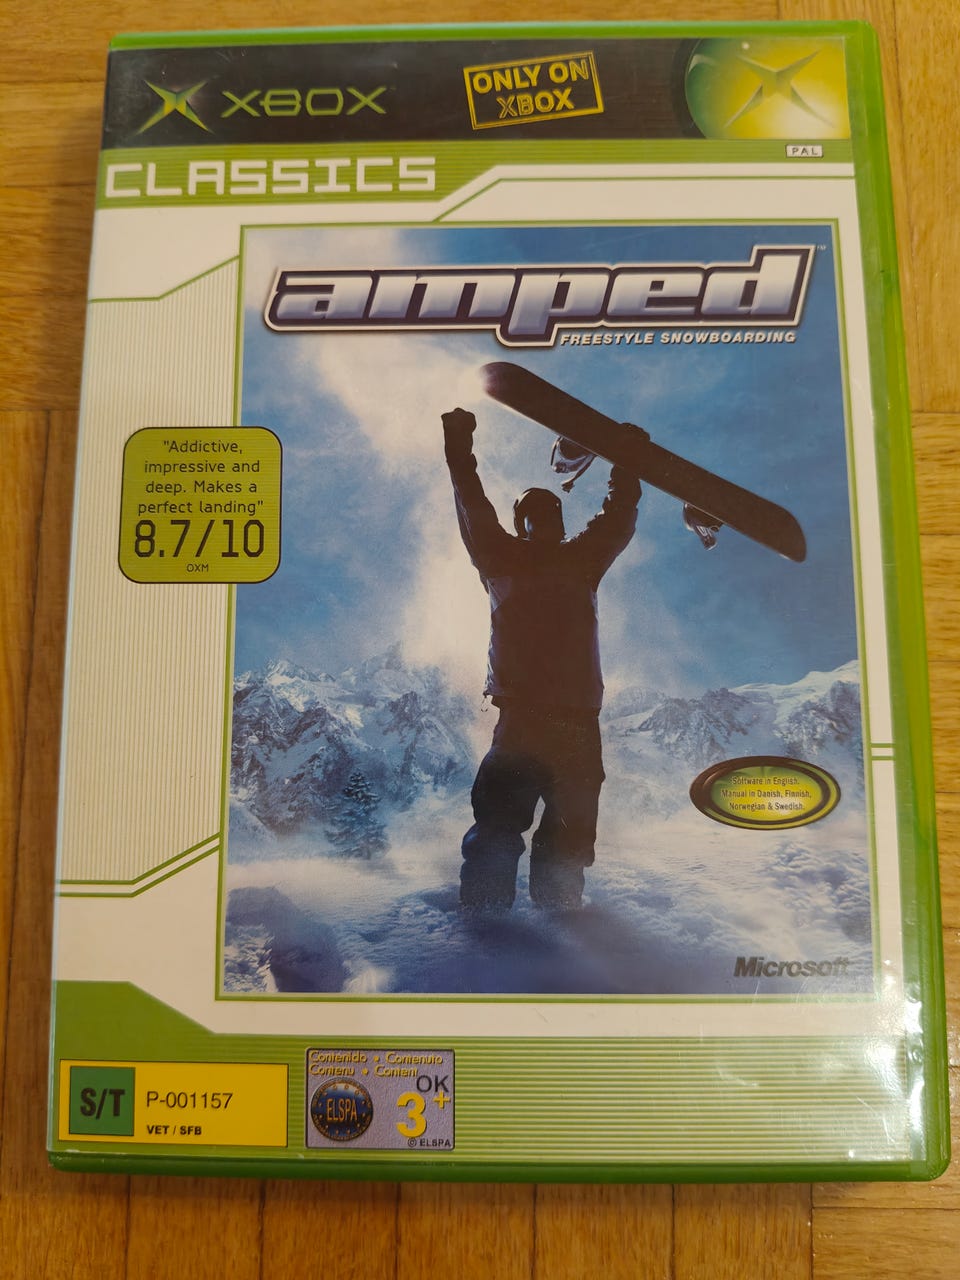 XBOX
ONLY ON
XBOX
PAL
CLASSICS
amped™
FREESTYLE SNOWBOARDING
"Addictive,
impressive and
deep. Makes a
perfect landing"
8.7/10
OXM
Software in English.
Manual in Danish, Finnish,
Norwegian & Swedish.
Microsoft
S/T
P-001157
VET / SFB
Contenido • Contenuto
Contenu • Content
ELSPA
OK
3+
© ELSPA